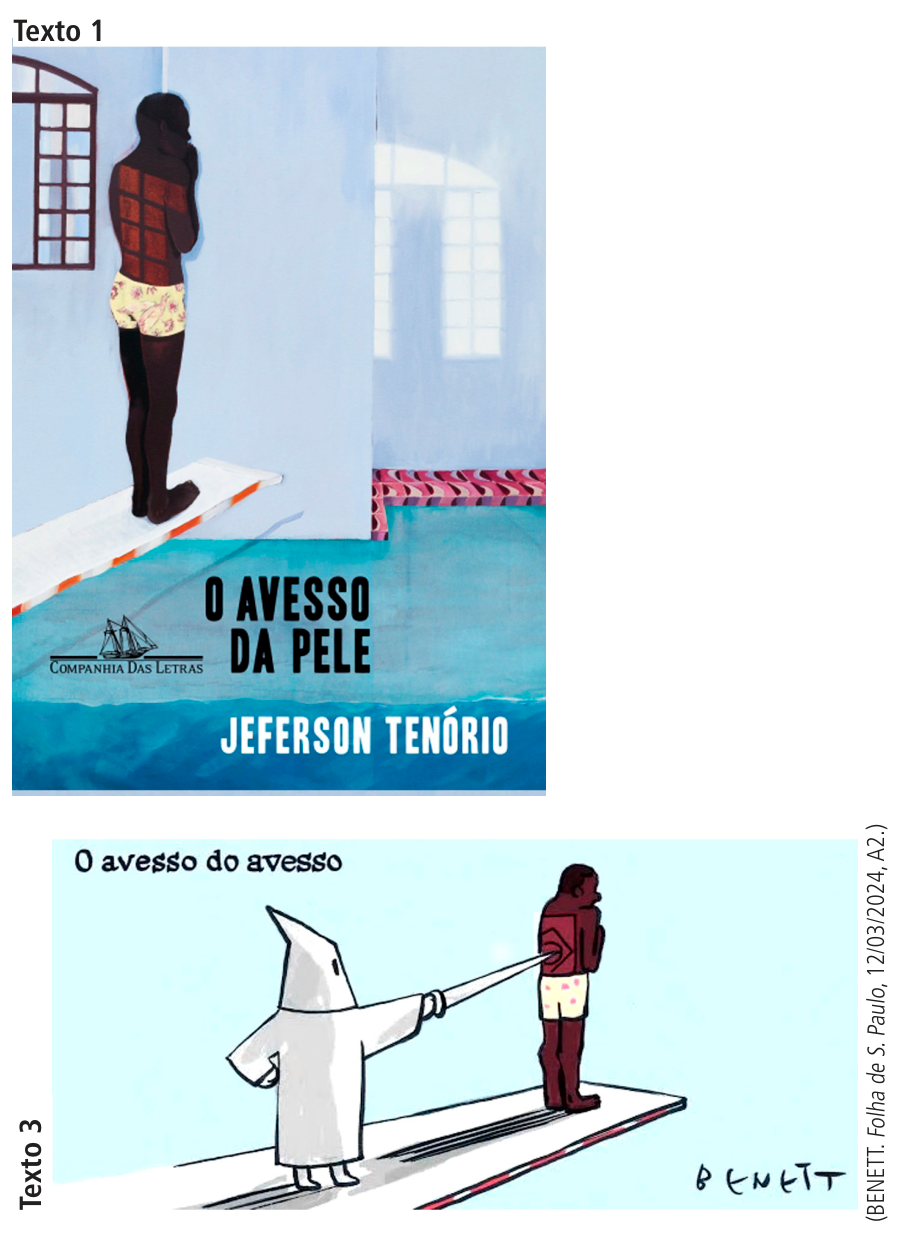 Texto 1
O AVESSO
DA PELE
COMPANHIA DAS LETRAS
JEFERSON TENÓRIO
O avesso do avesso
BENETT
Texto 3
(BENETT. Folha de S. Paulo, 12/03/2024, A2.)